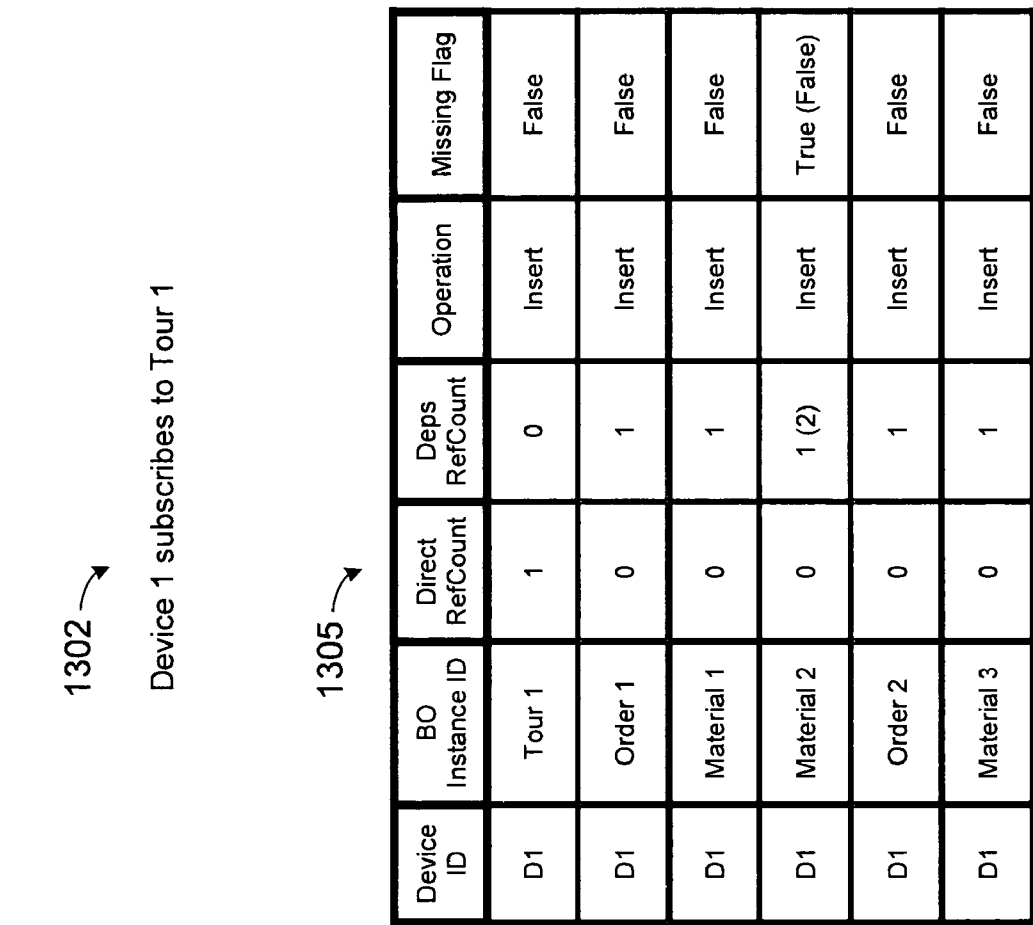 1302
Device 1 subscribes to Tour 1
1305
Device ID BO Instance ID Direct RefCount Deps RefCount Operation Missing Flag
D1 Tour 1 1 0 Insert False
D1 Order 1 0 1 Insert False
D1 Material 1 0 1 Insert False
D1 Material 2 0 1 (2) Insert True (False)
D1 Order 2 0 1 Insert False
D1 Material 3 0 1 Insert False